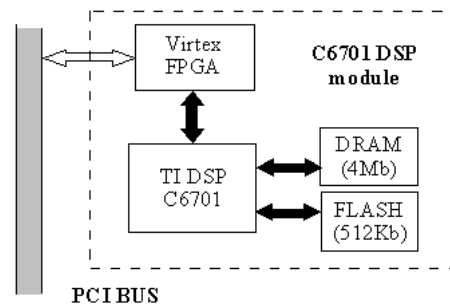 Virtex
FPGA
C6701 DSP
module
TI DSP
C6701
DRAM
(4Mb)
FLASH
(512Kb)
PCI BUS